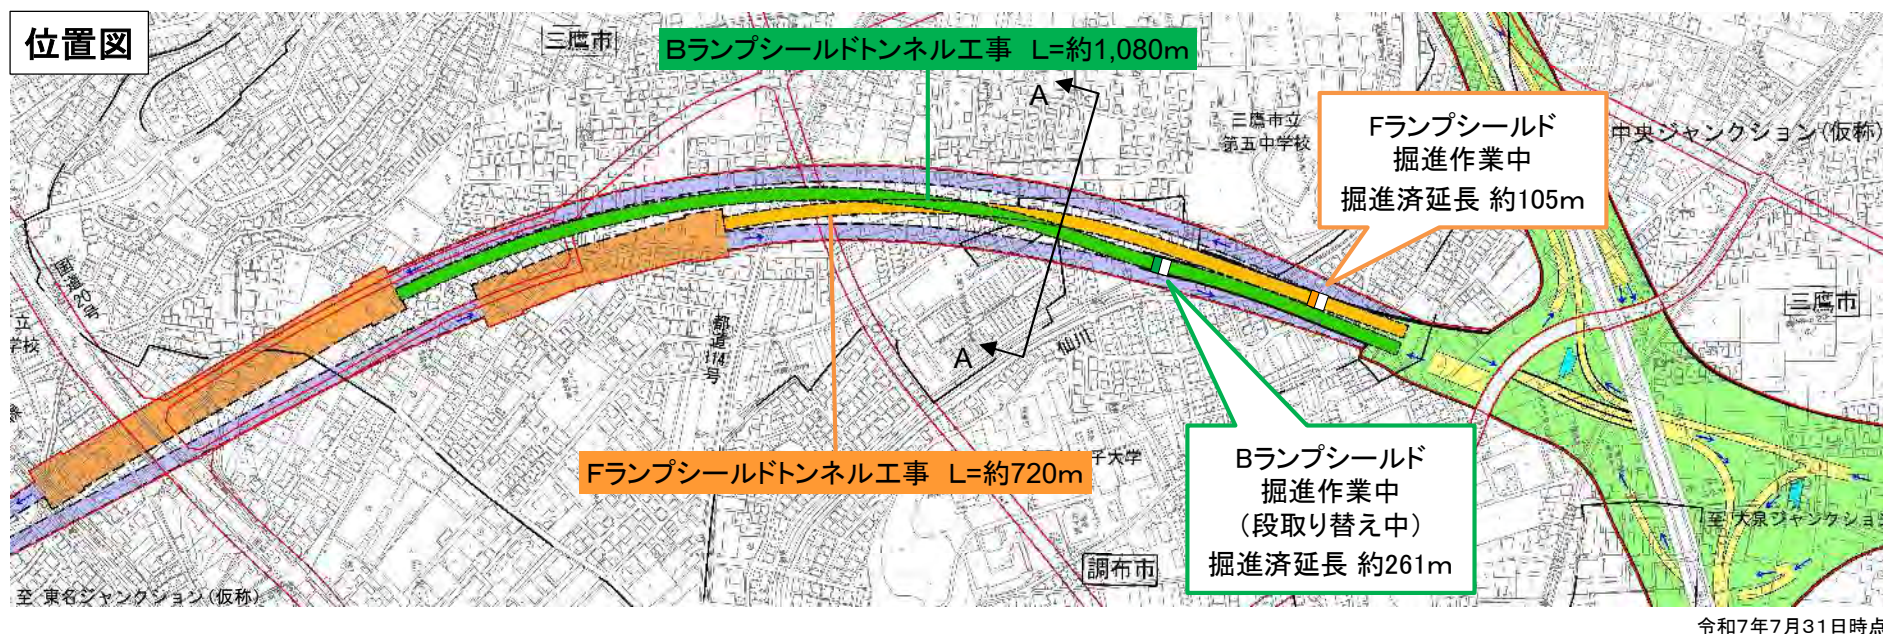 位置図
三鷹市
Bランプシールドトンネル工事 L=約1,080m
A
三鷹市立
第五中学校
Fランプシールド
掘進作業中
掘進済延長 約105m
中央ジャンクション(仮称)
国道20号
立
学校
都道114号
A
仙川
三鷹市
Fランプシールドトンネル工事 L=約720m
子大学
Bランプシールド
掘進作業中
(段取り替え中)
掘進済延長 約261m
至 大泉ジャンクション
調布市
至 東名ジャンクション(仮称)
令和7年7月31日時点